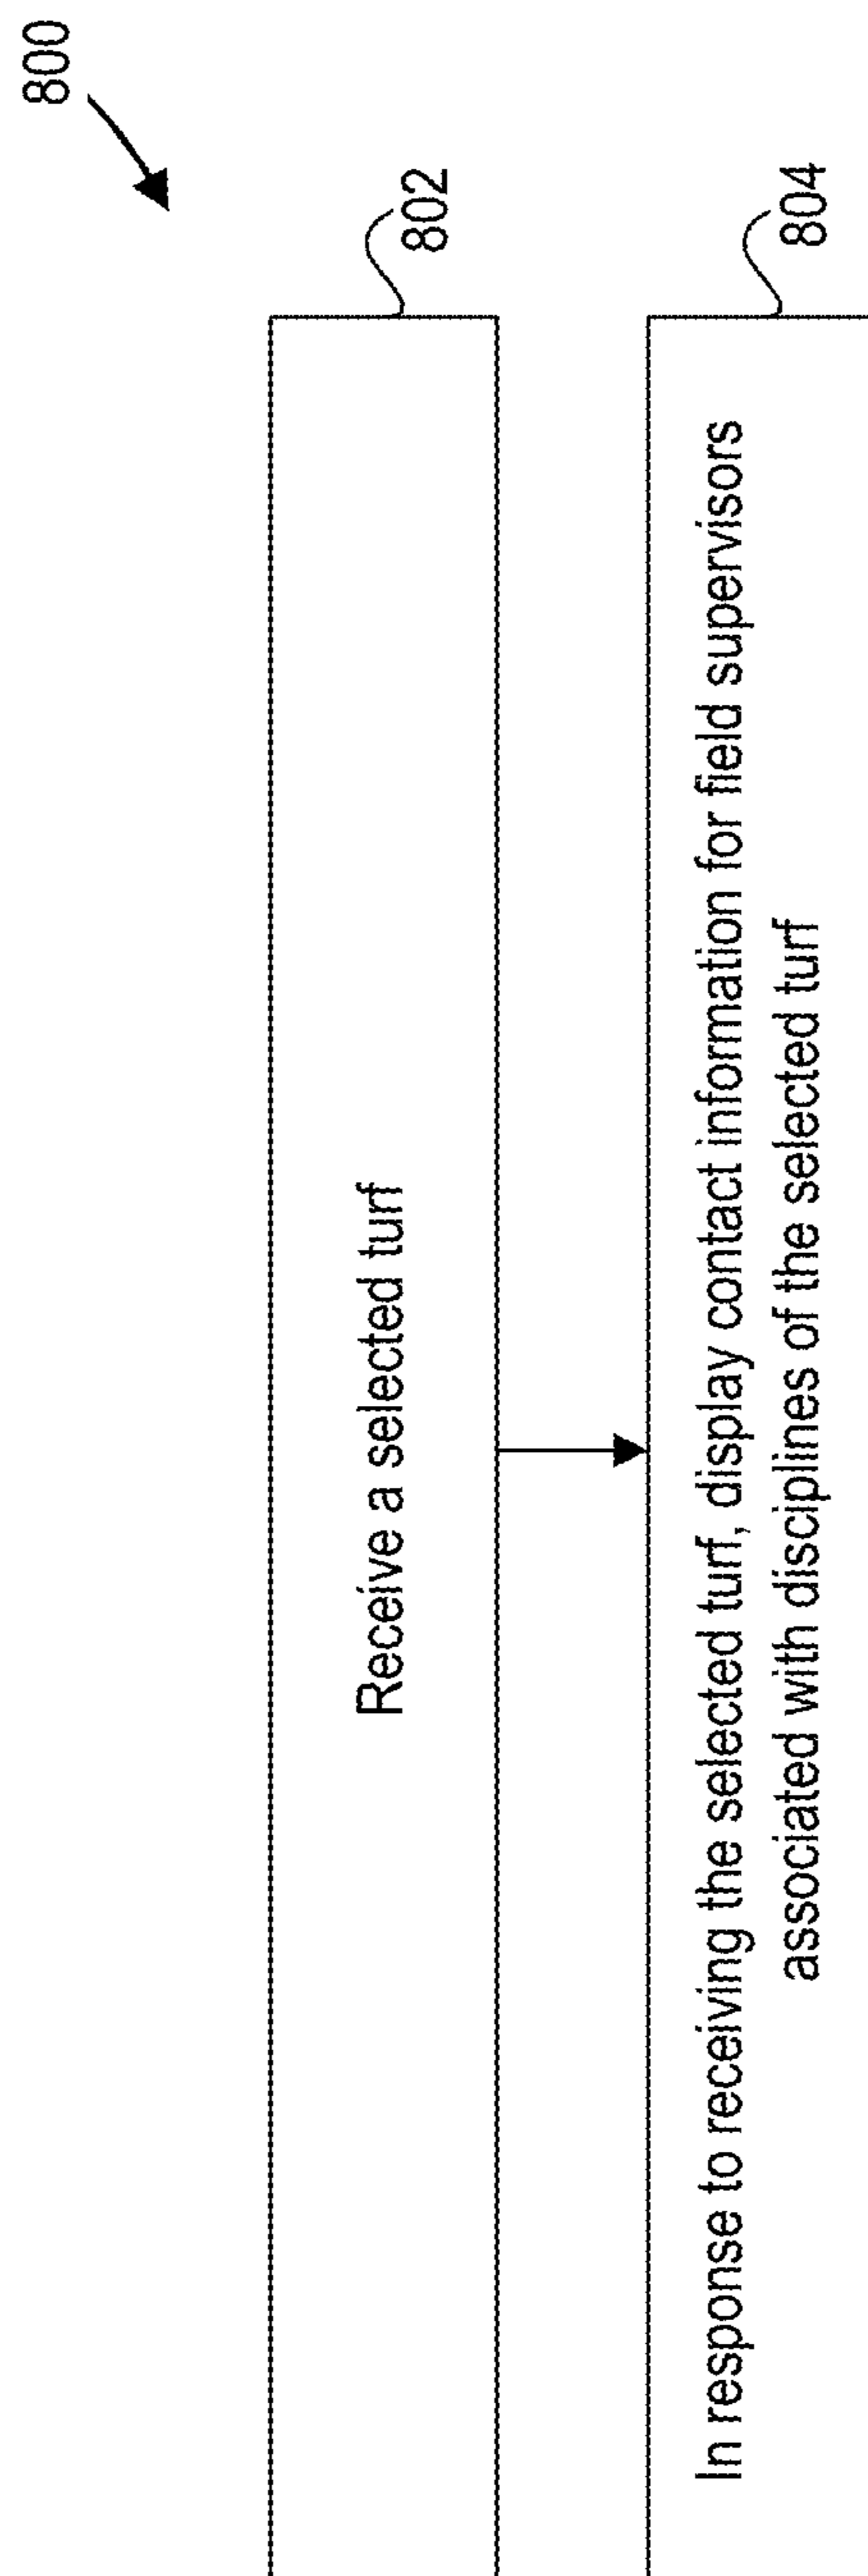 800
Receive a selected turf
802
In response to receiving the selected turf, display contact information for field supervisors
associated with disciplines of the selected turf
804